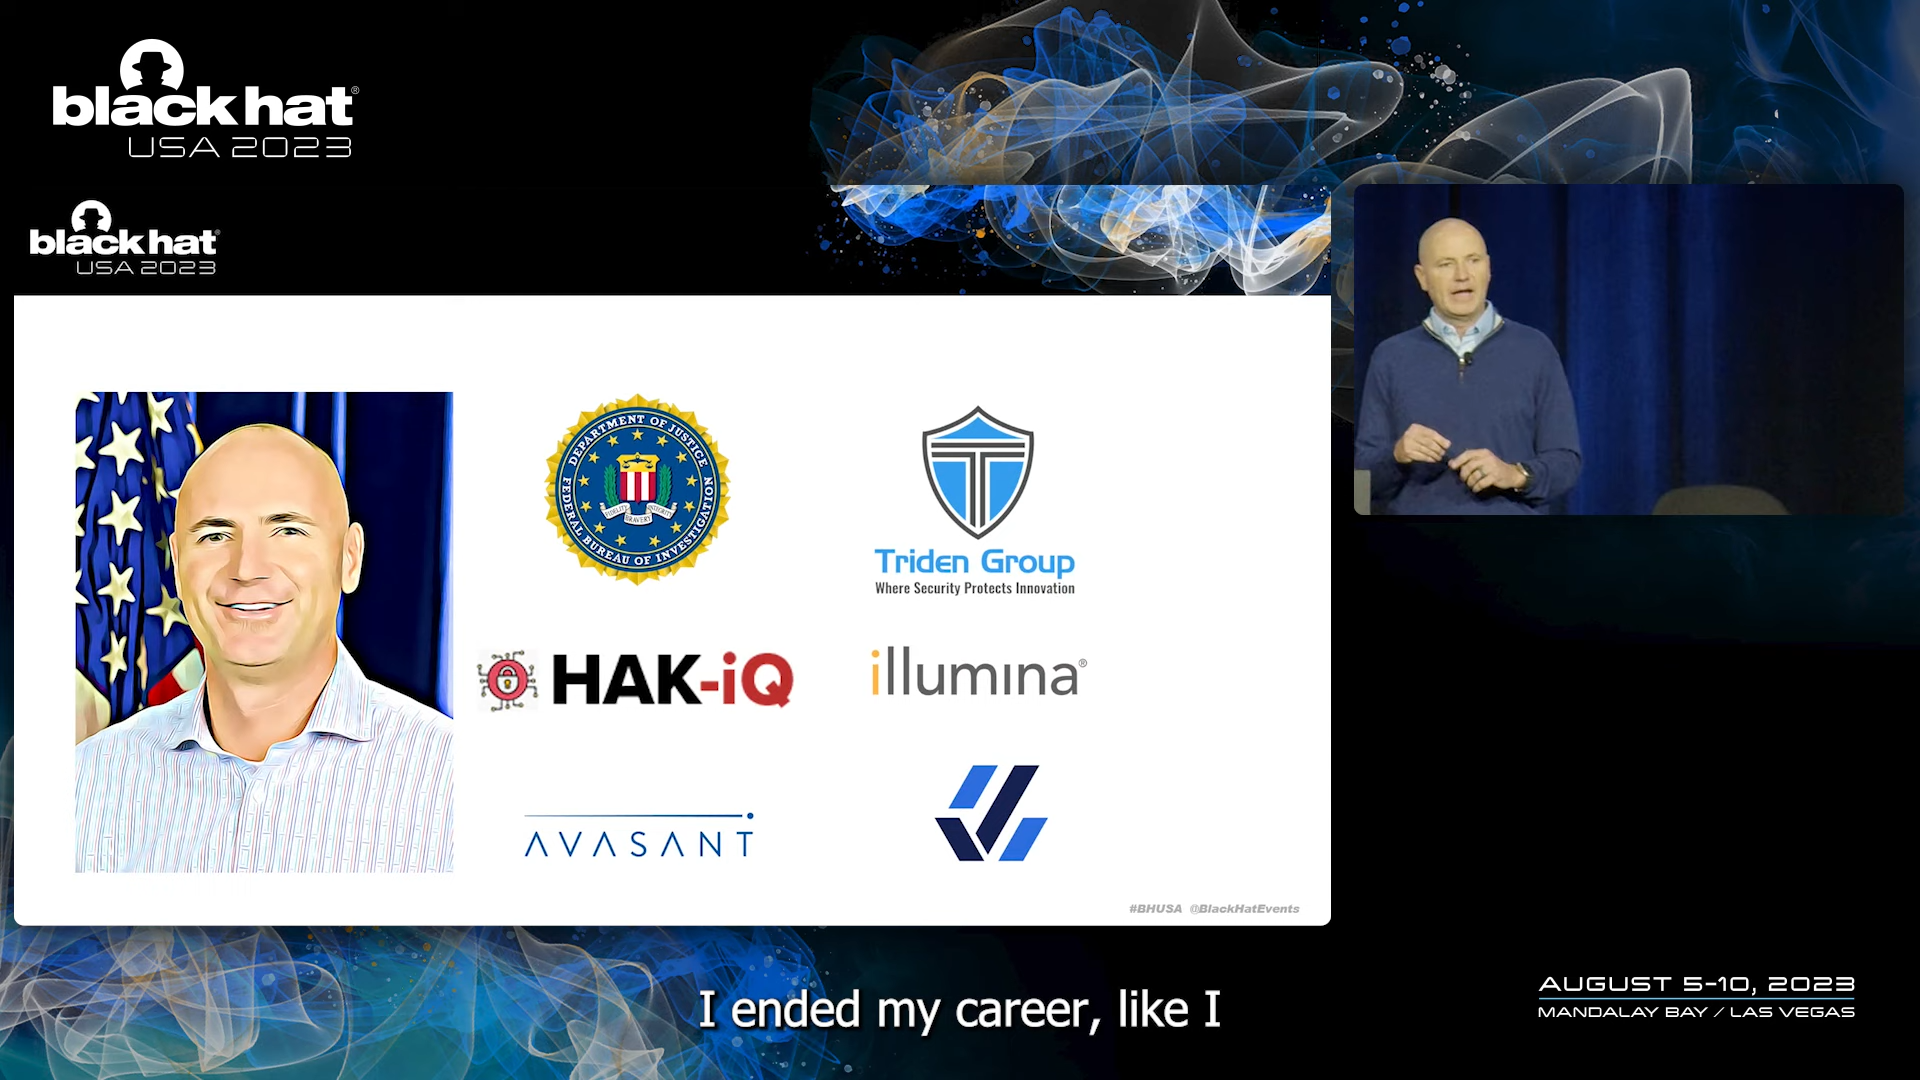 black hat®
USA 2023
black hat®
USA 2023
DEPARTMENT OF JUSTICE
FEDERAL BUREAU OF INVESTIGATION
FIDELITY BRAVERY INTEGRITY
Triden Group
Where Security Protects Innovation
HAK-iQ
illumina®
AVASANT
#BHUSA @BlackHatEvents
I ended my career, like I
AUGUST 5-10, 2023
MANDALAY BAY / LAS VEGAS